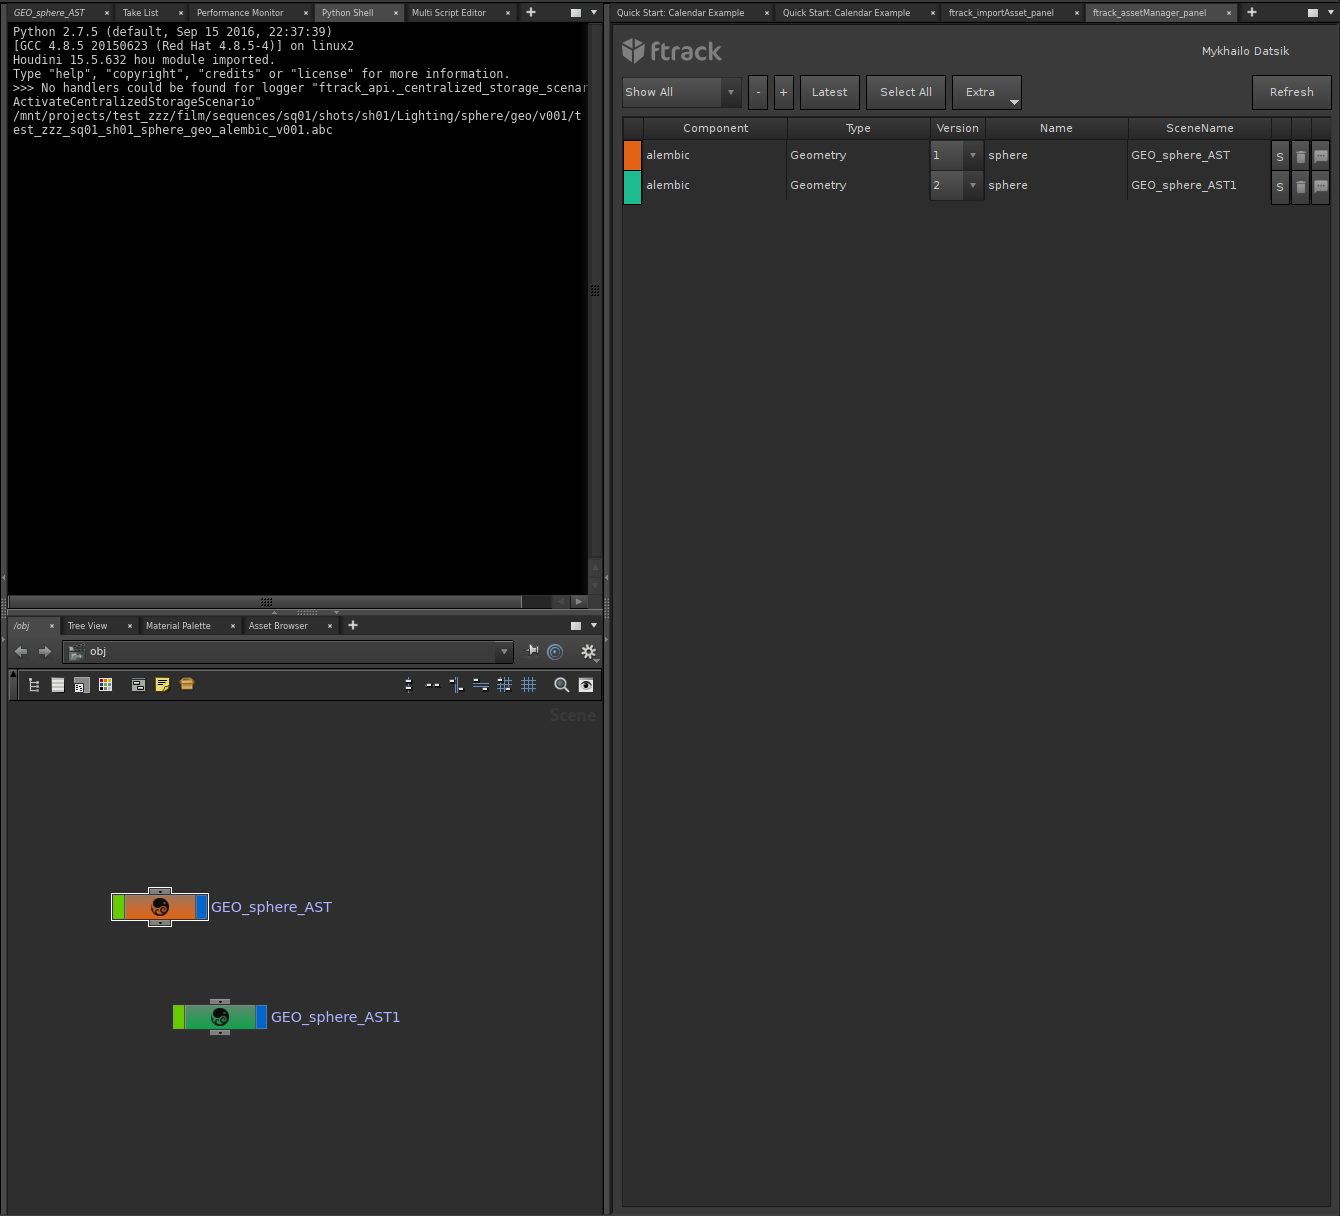 GEO_sphere_AST Take List Performance Monitor Python Shell Multi Script Editor
Python 2.7.5 (default, Sep 15 2016, 22:37:39)
[GCC 4.8.5 20150623 (Red Hat 4.8.5-4)] on linux2
Houdini 15.5.632 hou module imported.
Type "help", "copyright", "credits" or "license" for more information.
>>> No handlers could be found for logger "ftrack_api._centralized_storage_scenar
ActivateCentralizedStorageScenario"
/mnt/projects/test_zzz/film/sequences/sq01/shots/sh01/Lighting/sphere/geo/v001/t
est_zzz_sq01_sh01_sphere_geo_alembic_v001.abc
/obj Tree View Material Palette Asset Browser
obj
Scene
GEO_sphere_AST
GEO_sphere_AST1
Quick Start: Calendar Example Quick Start: Calendar Example ftrack_importAsset_panel ftrack_assetManager_panel
ftrack
Mykhailo Datsik
Show All - + Latest Select All Extra Refresh
Component Type Version Name SceneName
alembic Geometry 1 sphere GEO_sphere_AST S
alembic Geometry 2 sphere GEO_sphere_AST1 S